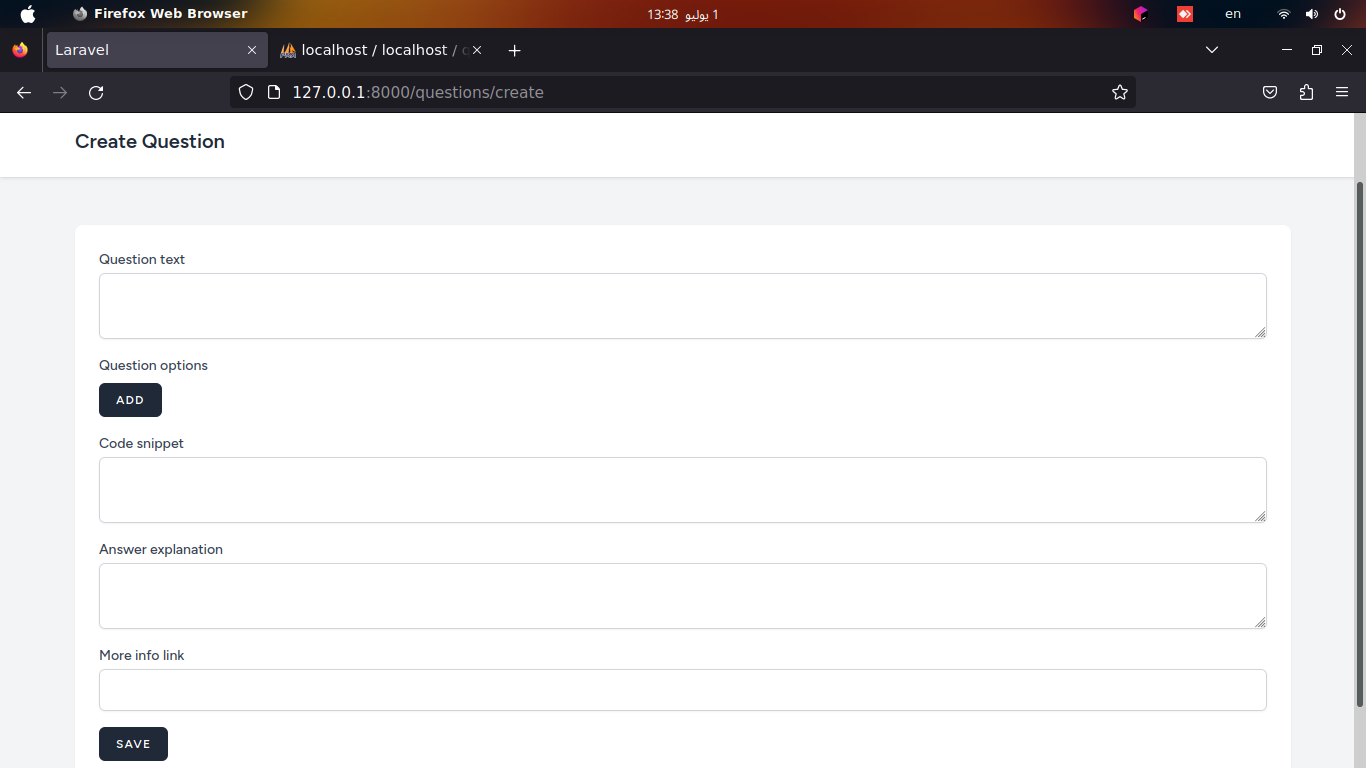 Firefox Web Browser
1 يوليو 13:38
en
Laravel
localhost / localhost /
127.0.0.1:8000/questions/create
Create Question
Question text
Question options
ADD
Code snippet
Answer explanation
More info link
SAVE